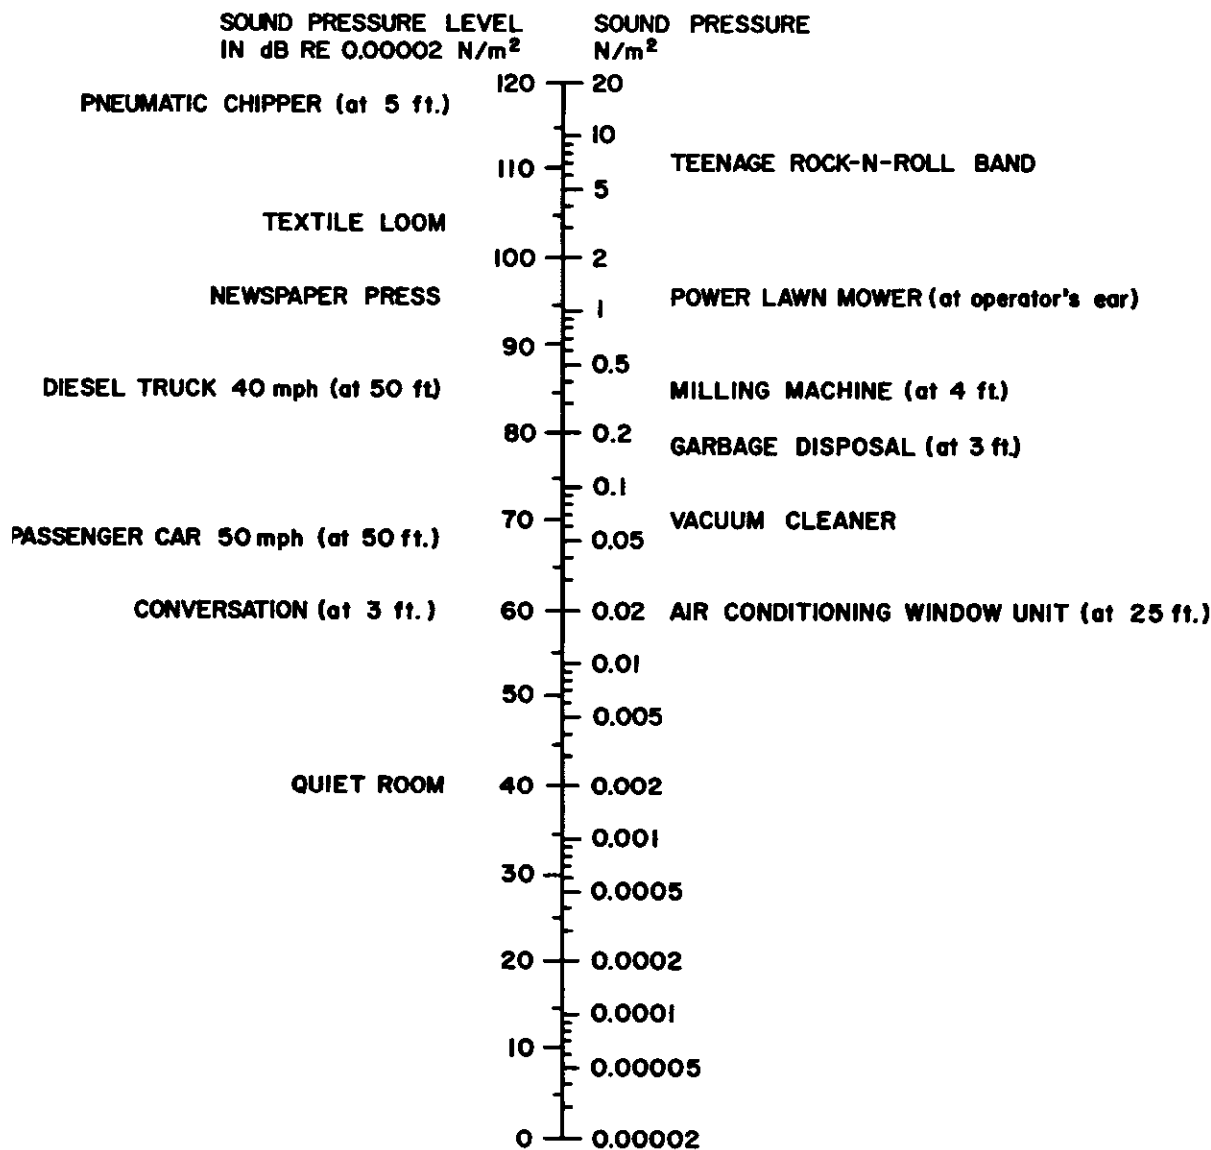 SOUND PRESSURE LEVEL
IN dB RE 0.00002 N/m²
SOUND PRESSURE
N/m²
120 20
PNEUMATIC CHIPPER (at 5 ft.)
10
110 TEENAGE ROCK-N-ROLL BAND
5
TEXTILE LOOM
100 2
NEWSPAPER PRESS POWER LAWN MOWER (at operator's ear)
1
90
0.5
DIESEL TRUCK 40 mph (at 50 ft) MILLING MACHINE (at 4 ft.)
80 0.2
GARBAGE DISPOSAL (at 3 ft.)
0.1
70 VACUUM CLEANER
PASSENGER CAR 50 mph (at 50 ft.) 0.05
CONVERSATION (at 3 ft.) 60 0.02 AIR CONDITIONING WINDOW UNIT (at 25 ft.)
0.01
50
0.005
QUIET ROOM 40 0.002
0.001
30
0.0005
20 0.0002
0.0001
10
0.00005
0 0.00002